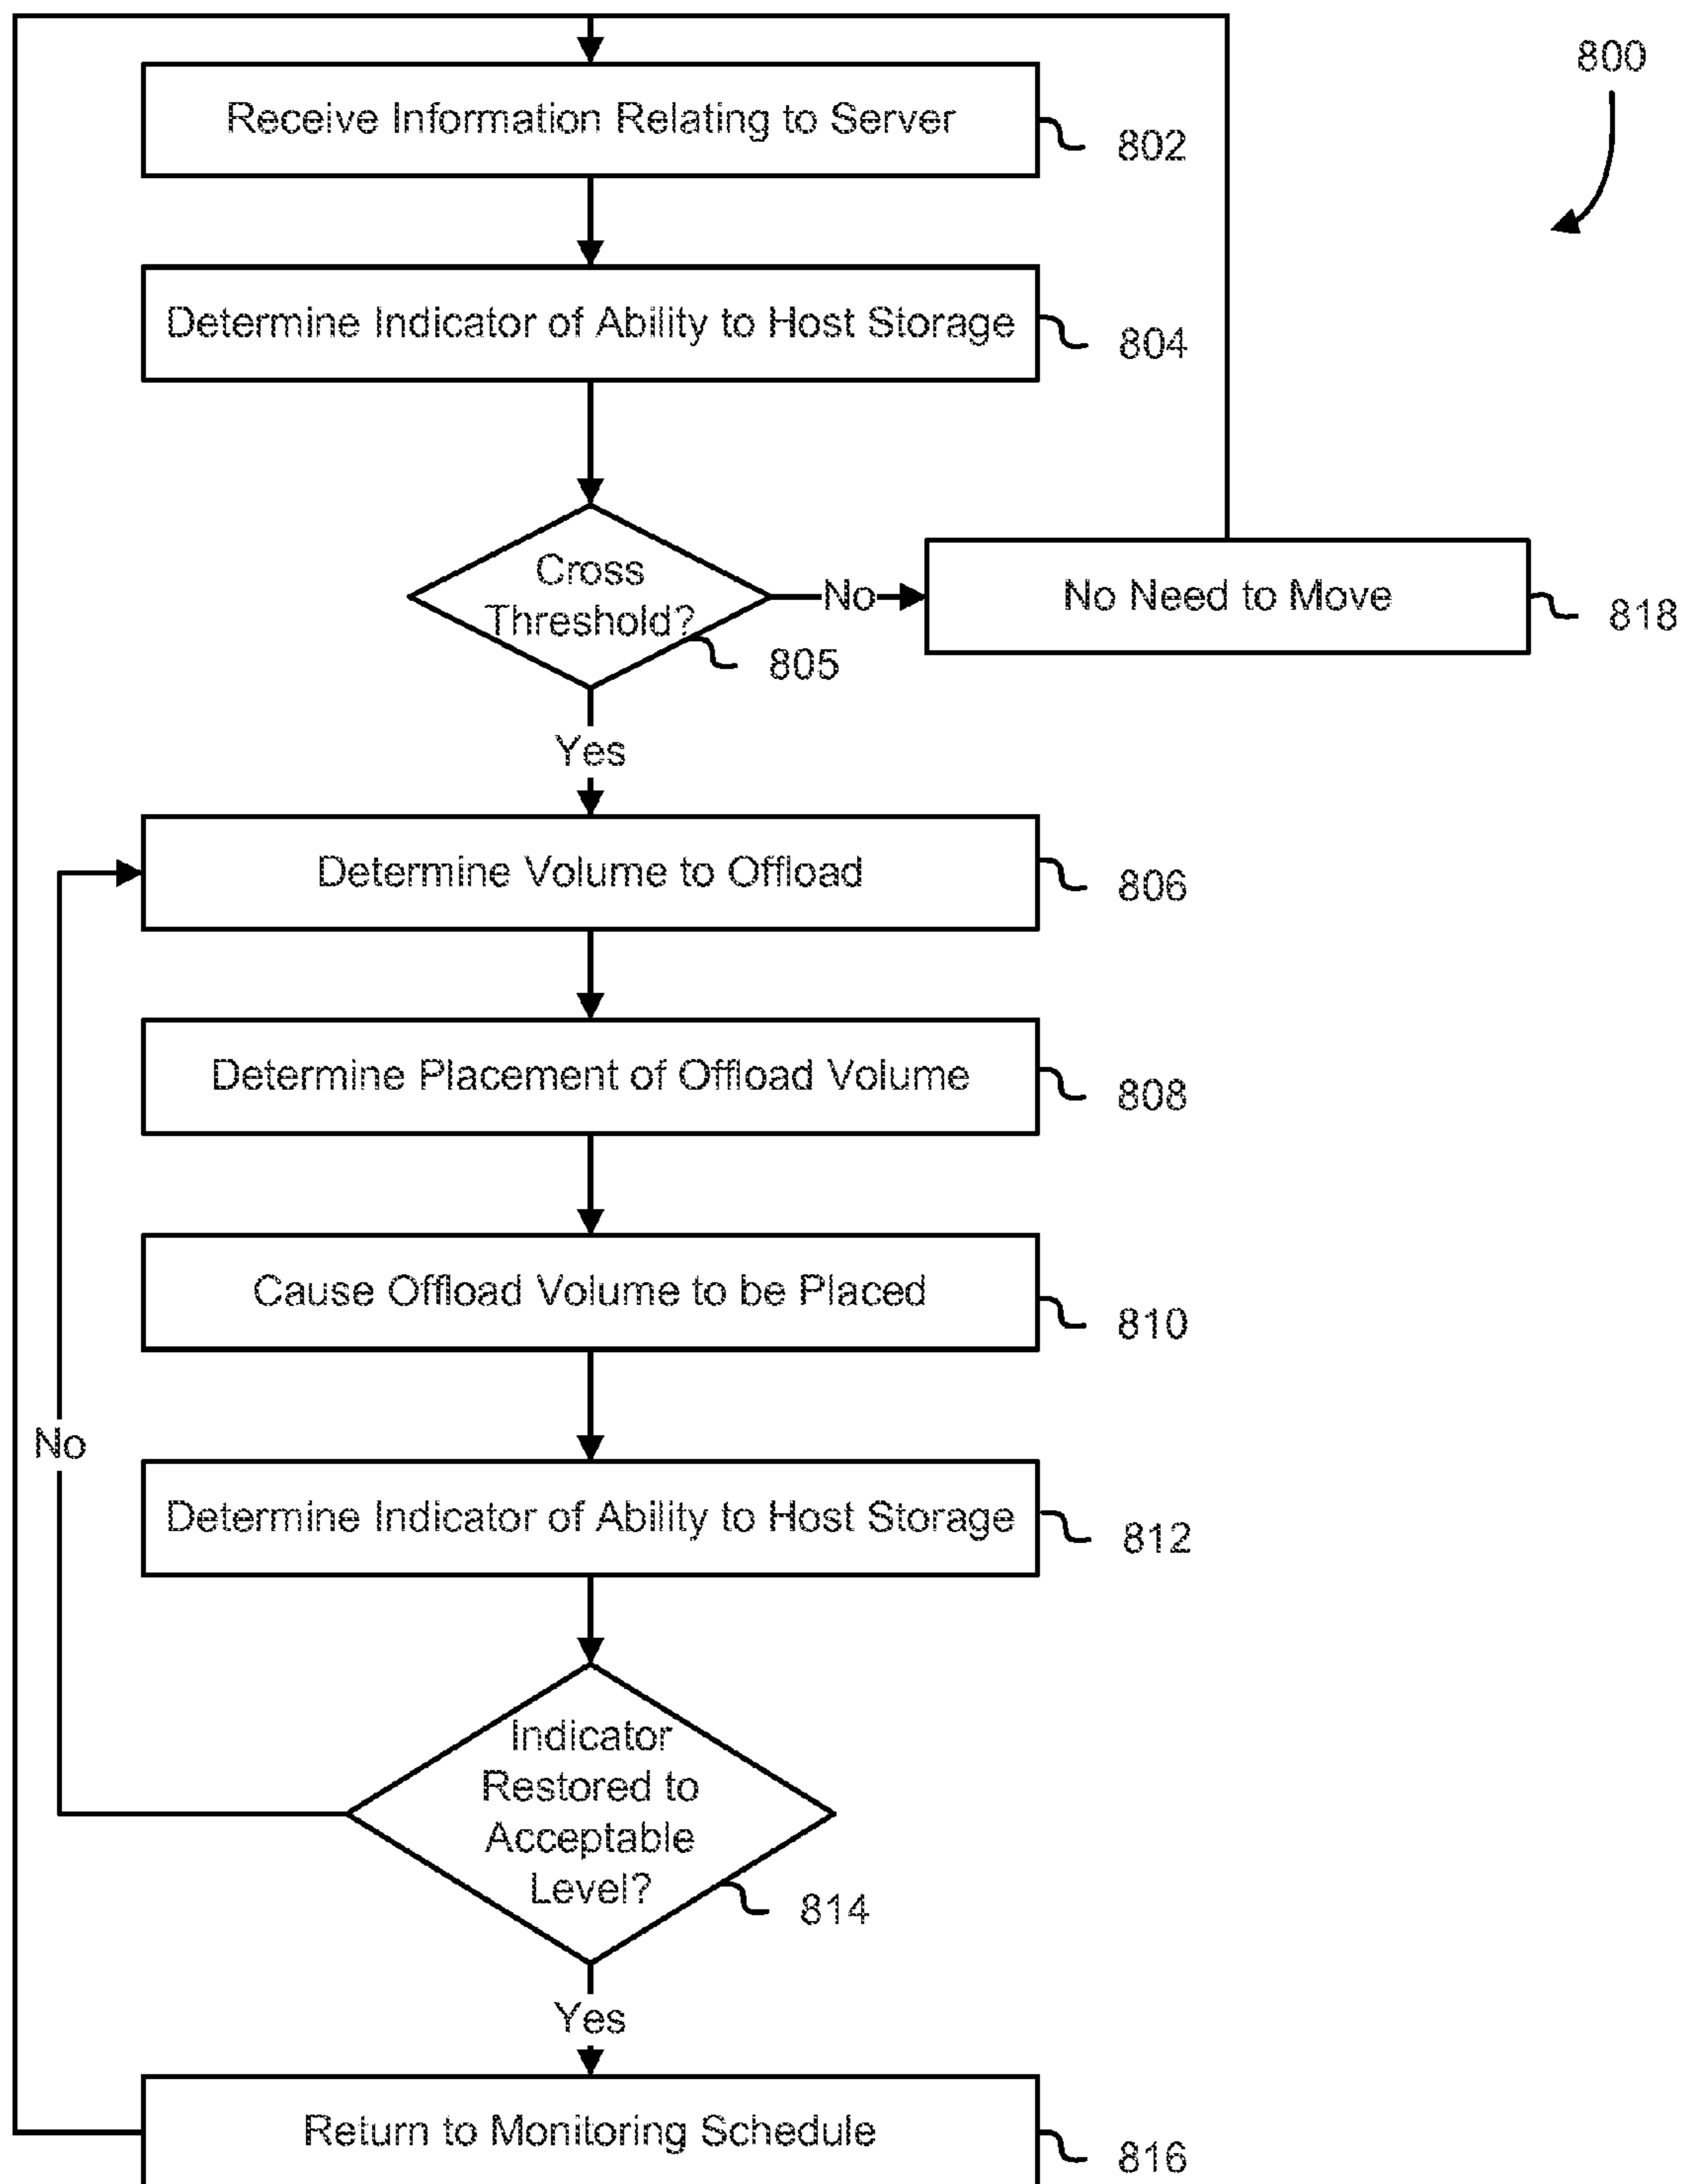 800
Receive Information Relating to Server
802
Determine Indicator of Ability to Host Storage
804
Cross
Threshold?
805
No
No Need to Move
818
Yes
Determine Volume to Offload
806
Determine Placement of Offload Volume
808
Cause Offload Volume to be Placed
810
No
Determine Indicator of Ability to Host Storage
812
Indicator
Restored to
Acceptable
Level?
814
Yes
Return to Monitoring Schedule
816